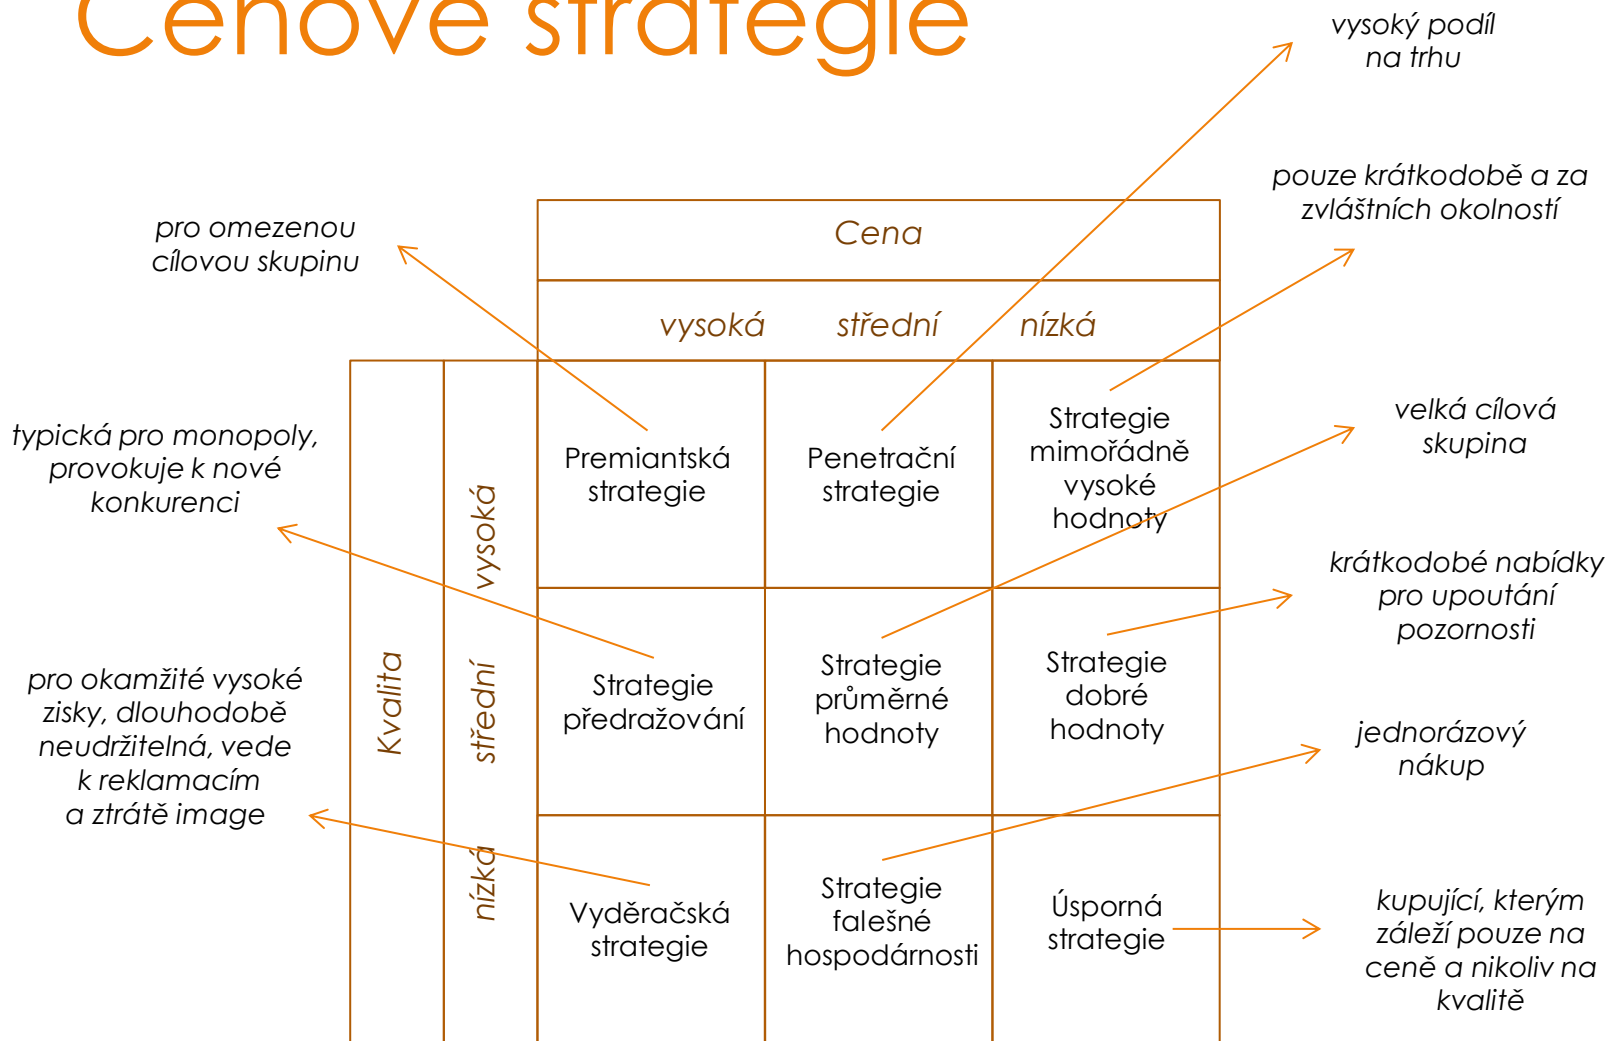 Cenové strategie
vysoký podíl
na trhu
pouze krátkodobě a za
zvláštních okolností
pro omezenou
cílovou skupinu
Cena
vysoká střední nízká
typická pro monopoly,
provokuje k nové
konkurenci
velká cílová
skupina
Kvalita
vysoká
střední
nízká
Premiantská
strategie
Penetrační
strategie
Strategie
mimořádně
vysoké
hodnoty
krátkodobé nabídky
pro upoutání
pozornosti
pro okamžité vysoké
zisky, dlouhodobě
neudržitelná, vede
k reklamacím
a ztrátě image
Strategie
předražování
Strategie
průměrné
hodnoty
Strategie
dobré
hodnoty
jednorázový
nákup
Vyděračská
strategie
Strategie
falešné
hospodárnosti
Úsporná
strategie
kupující, kterým
záleží pouze na
ceně a nikoliv na
kvalitě